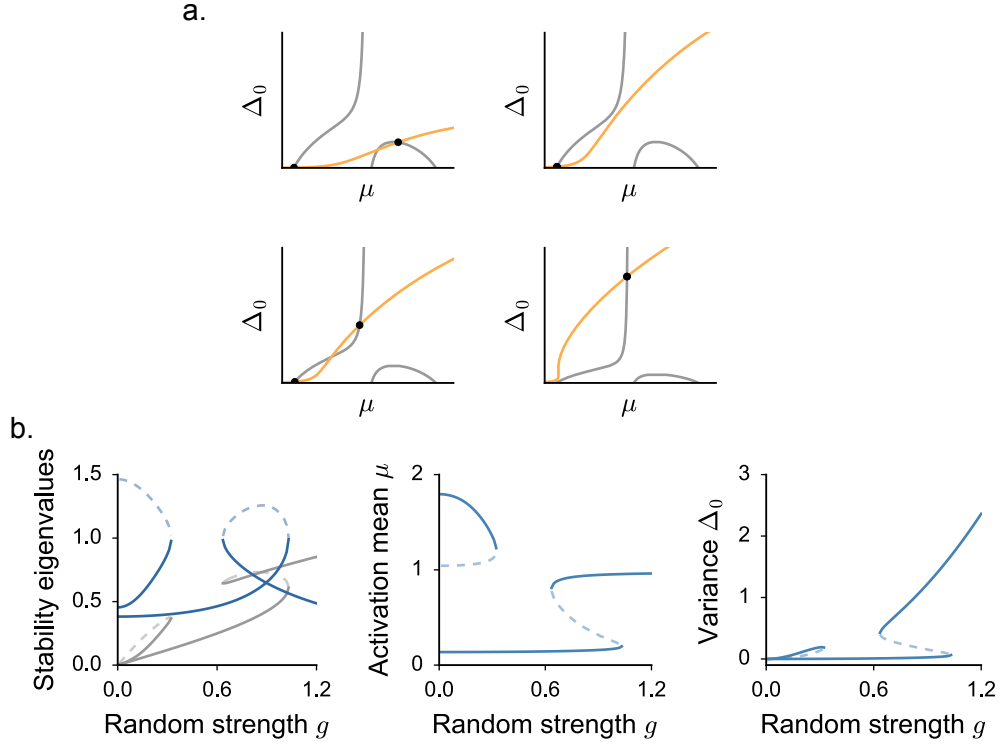 a.
Δ₀
μ
Δ₀
μ
Δ₀
μ
Δ₀
μ
b.
Stability eigenvalues
1.5
1.0
0.5
0.0
0.0
0.6
1.2
Random strength g
Activation mean μ
2
1
0
0.0
0.6
1.2
Random strength g
Variance Δ₀
3
2
1
0
0.0
0.6
1.2
Random strength g